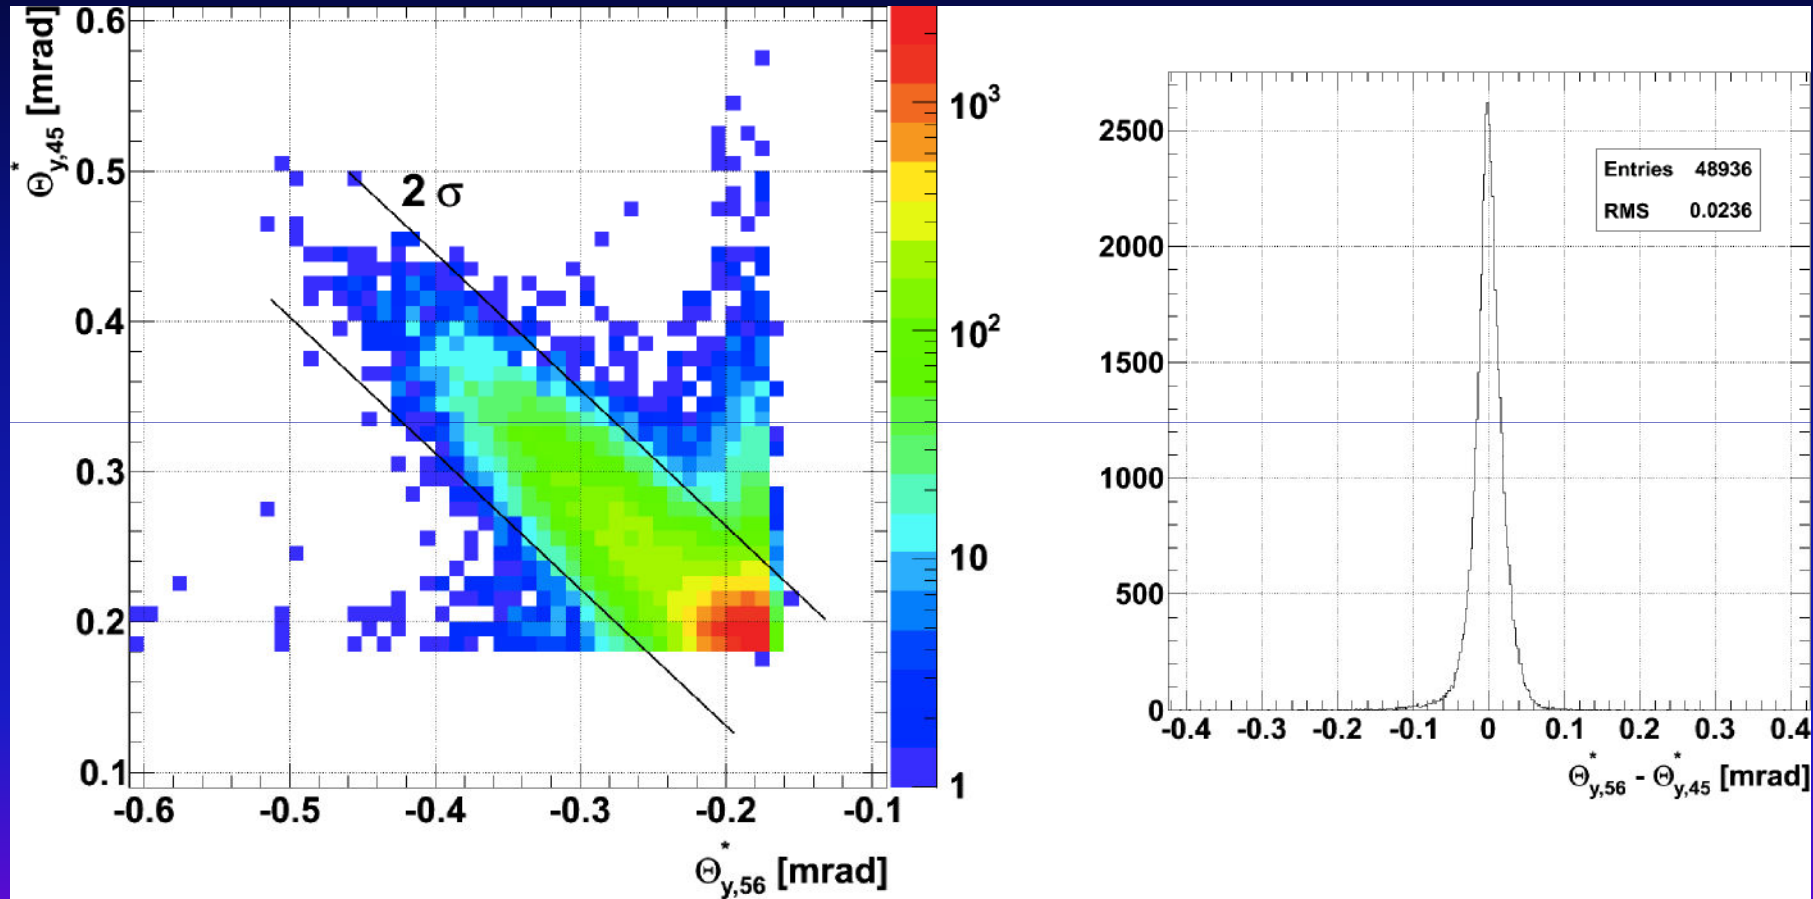 Θ*y,45 [mrad]
0.6
0.5
0.4
0.3
0.2
0.1
2 σ
-0.6 -0.5 -0.4 -0.3 -0.2 -0.1
Θ*y,56 [mrad]
10³
10²
10
1
2500
2000
1500
1000
500
0
Entries 48936
RMS 0.0236
-0.4 -0.3 -0.2 -0.1 0 0.1 0.2 0.3 0.4
Θ*y,56 - Θ*y,45 [mrad]